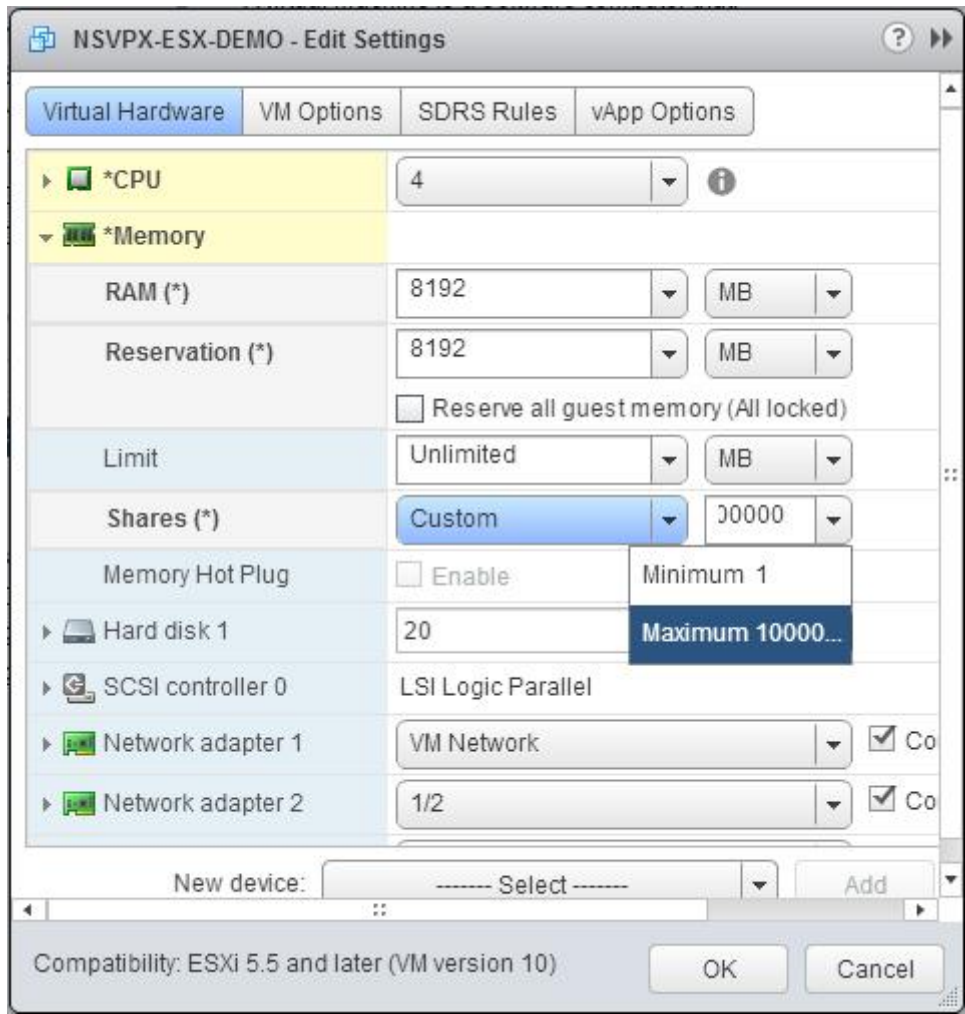 NSVPX-ESX-DEMO - Edit Settings ?
Virtual Hardware VM Options SDRS Rules vApp Options
*CPU 4
*Memory
RAM (*) 8192 MB
Reservation (*) 8192 MB
Reserve all guest memory (All locked)
Limit Unlimited MB
Shares (*) Custom 00000
Memory Hot Plug Enable Minimum 1
Hard disk 1 20 Maximum 10000...
SCSI controller 0 LSI Logic Parallel
Network adapter 1 VM Network Co
Network adapter 2 1/2 Co
New device: ------- Select ------- Add
Compatibility: ESXi 5.5 and later (VM version 10) OK Cancel